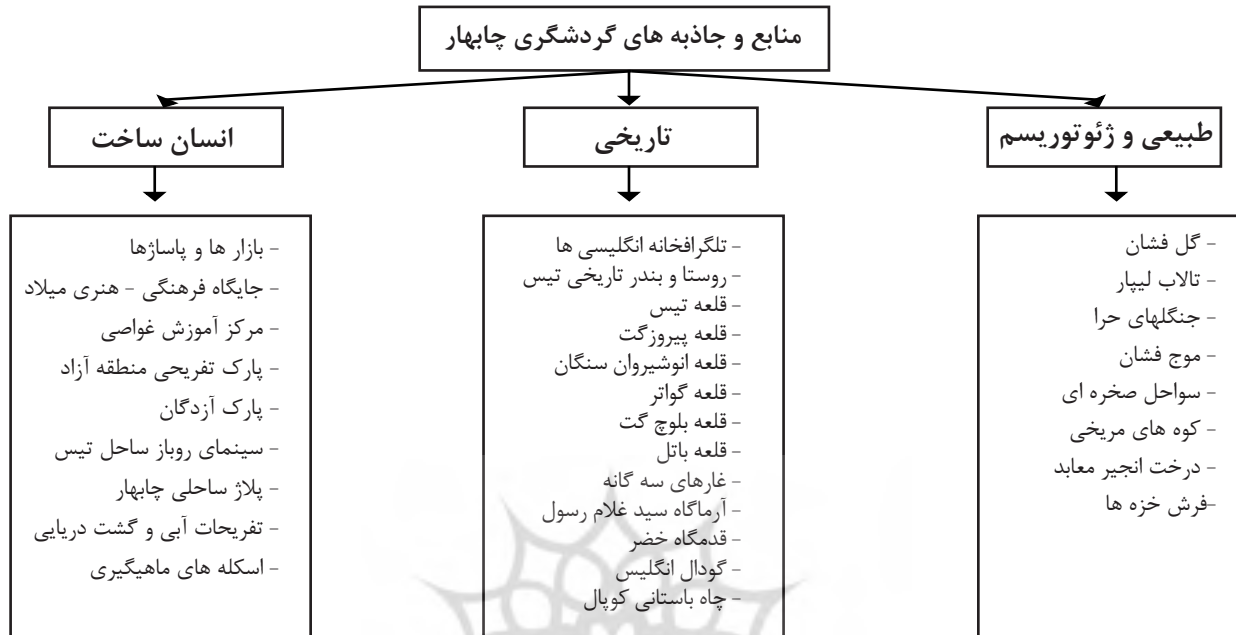 منابع و جاذبه های گردشگری چابهار
طبیعی و ژئوتوریسم
- گل فشان
- تالاب لیپار
- جنگلهای حرا
- موج فشان
- سواحل صخره ای
- کوه های مریخی
- درخت انجیر معابد
-فرش خزه ها
تاریخی
- تلگرافخانه انگلیسی ها
- روستا و بندر تاریخی تیس
- قلعه تیس
- قلعه پیروزگت
- قلعه انوشیروان سنگان
- قلعه گواتر
- قلعه بلوچ گت
- قلعه باتل
- غارهای سه گانه
- آرماگاه سید غلام رسول
- قدمگاه خضر
- گودال انگلیس
- چاه باستانی کوپال
انسان ساخت
- بازار ها و پاساژها
- جایگاه فرهنگی - هنری میلاد
- مرکز آموزش غواصی
- پارک تفریحی منطقه آزاد
- پارک آزدگان
- سینمای روباز ساحل تیس
- پلاژ ساحلی چابهار
- تفریحات آبی و گشت دریایی
- اسکله های ماهیگیری